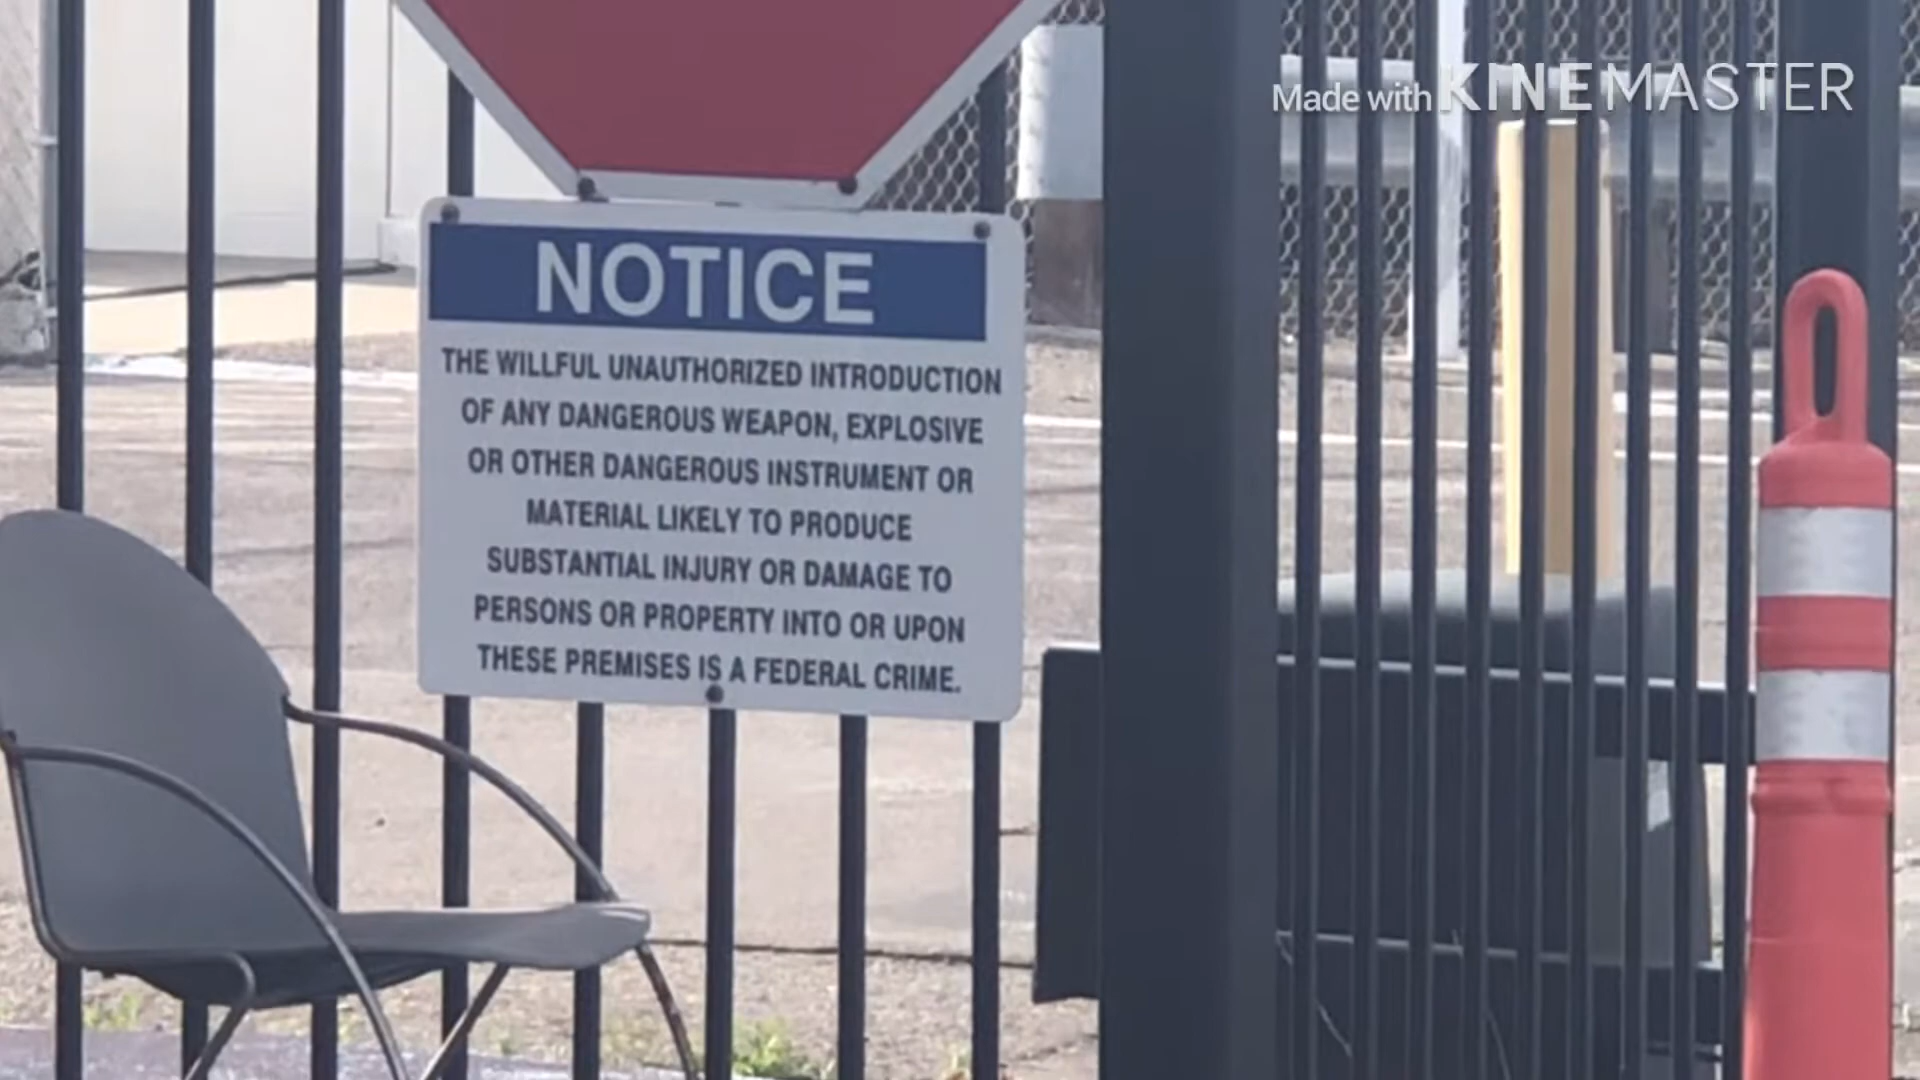 Made with KINEMASTER
NOTICE
THE WILLFUL UNAUTHORIZED INTRODUCTION
OF ANY DANGEROUS WEAPON, EXPLOSIVE
OR OTHER DANGEROUS INSTRUMENT OR
MATERIAL LIKELY TO PRODUCE
SUBSTANTIAL INJURY OR DAMAGE TO
PERSONS OR PROPERTY INTO OR UPON
THESE PREMISES IS A FEDERAL CRIME.